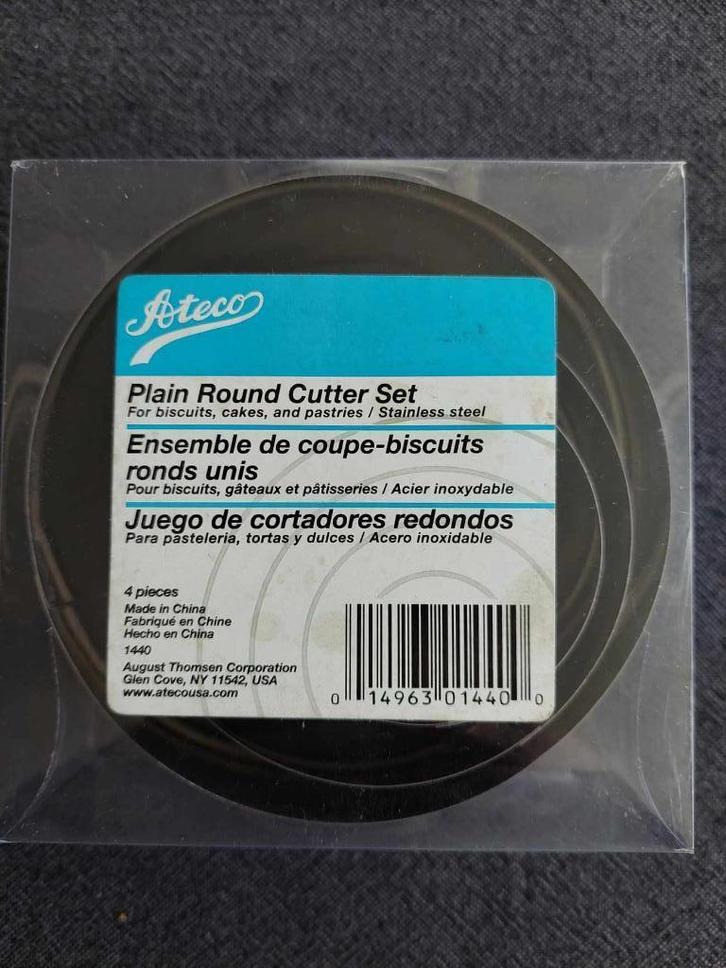 Ateco
Plain Round Cutter Set
For biscuits, cakes, and pastries / Stainless steel
Ensemble de coupe-biscuits
ronds unis
Pour biscuits, gâteaux et pâtisseries / Acier inoxydable
Juego de cortadores redondos
Para pasteleria, tortas y dulces / Acero inoxidable
4 pieces
Made in China
Fabriqué en Chine
Hecho en China
1440
August Thomsen Corporation
Glen Cove, NY 11542, USA
www.atecousa.com
0 14963 01440 0